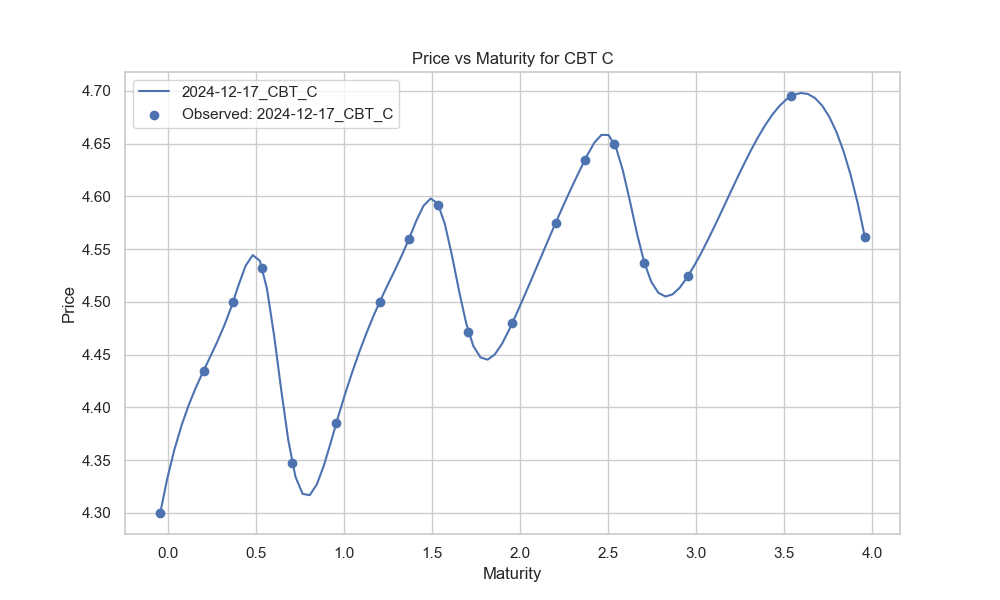 Price vs Maturity for CBT C
2024-12-17_CBT_C
Observed: 2024-12-17_CBT_C
Price
4.70
4.65
4.60
4.55
4.50
4.45
4.40
4.35
4.30
0.0 0.5 1.0 1.5 2.0 2.5 3.0 3.5 4.0
Maturity